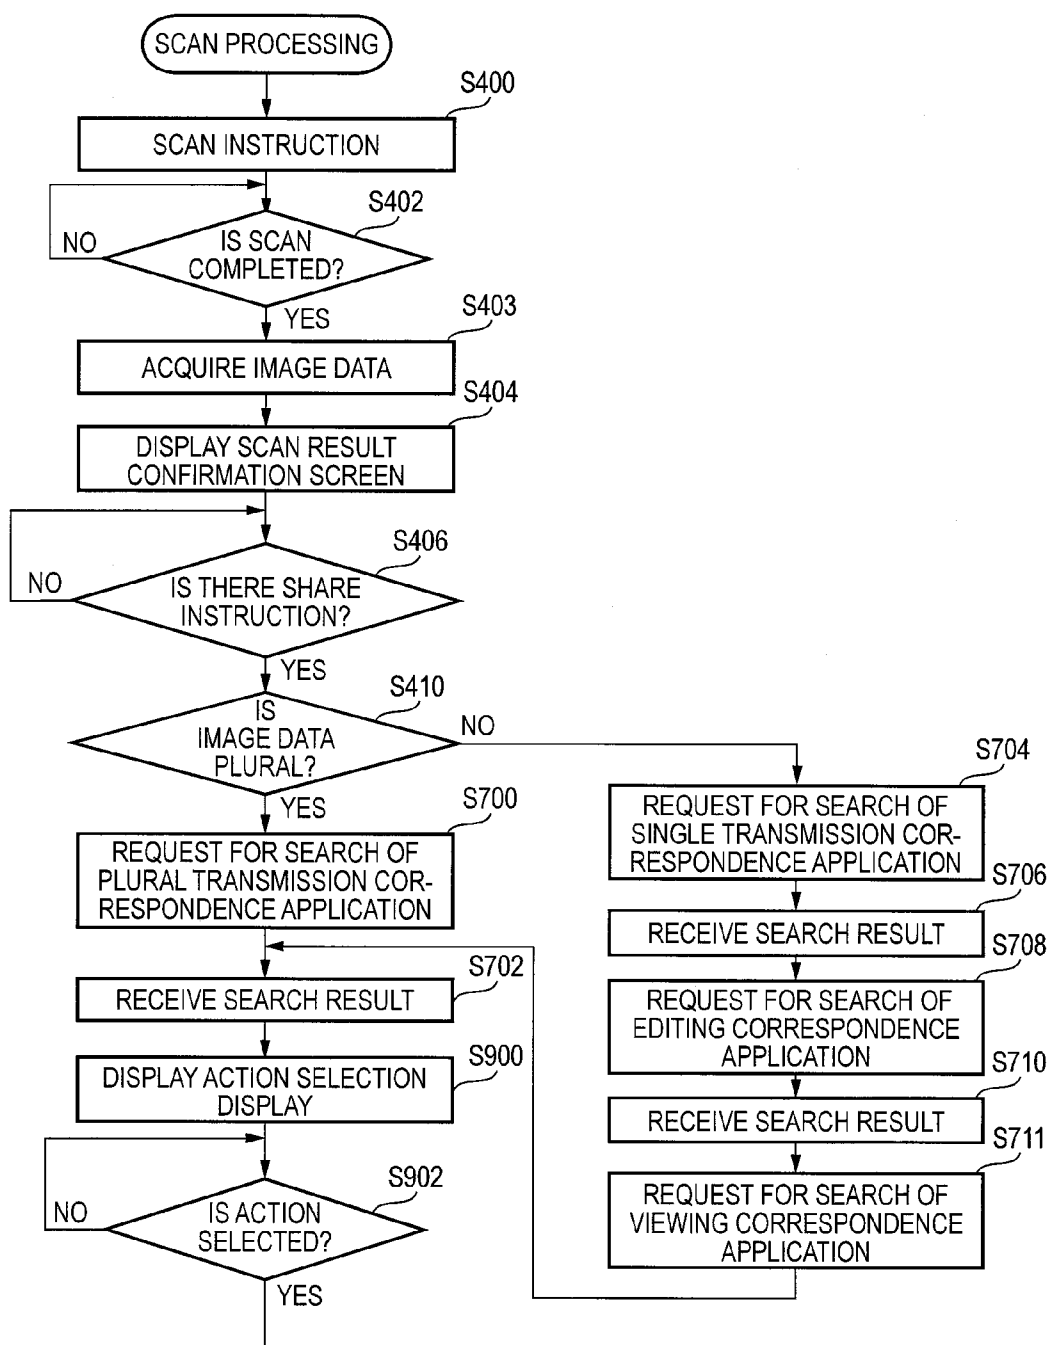 SCAN PROCESSING
S400
SCAN INSTRUCTION
S402
IS SCAN
COMPLETED?
NO
YES
S403
ACQUIRE IMAGE DATA
S404
DISPLAY SCAN RESULT
CONFIRMATION SCREEN
S406
IS THERE SHARE
INSTRUCTION?
NO
YES
S410
IS
IMAGE DATA
PLURAL?
NO
YES
S700
REQUEST FOR SEARCH OF
PLURAL TRANSMISSION COR-
RESPONDENCE APPLICATION
S702
RECEIVE SEARCH RESULT
S900
DISPLAY ACTION SELECTION
DISPLAY
S902
IS ACTION
SELECTED?
NO
YES
S704
REQUEST FOR SEARCH OF
SINGLE TRANSMISSION COR-
RESPONDENCE APPLICATION
S706
RECEIVE SEARCH RESULT
S708
REQUEST FOR SEARCH OF
EDITING CORRESPONDENCE
APPLICATION
S710
RECEIVE SEARCH RESULT
S711
REQUEST FOR SEARCH OF
VIEWING CORRESPONDENCE
APPLICATION